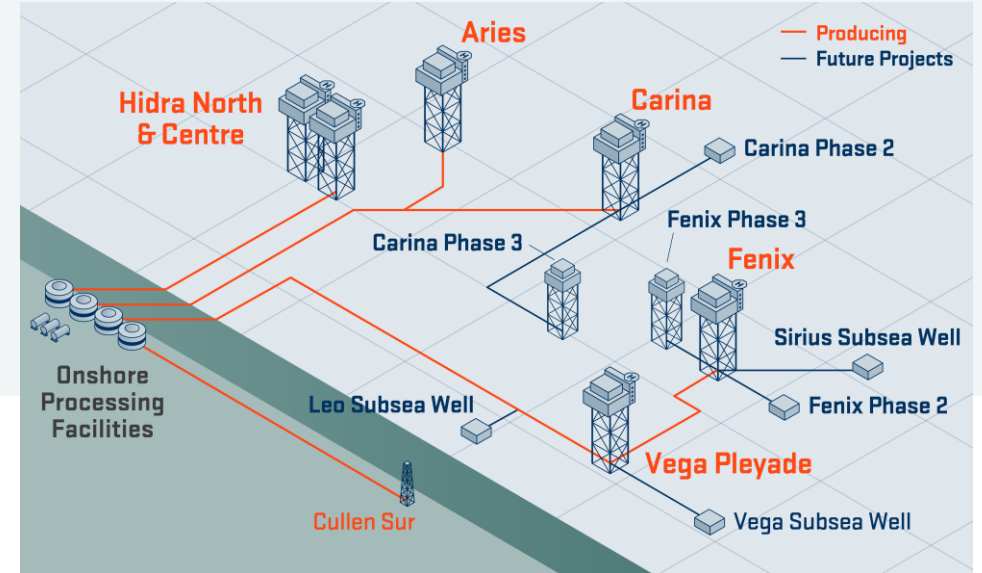 Aries
Producing
Future Projects
Hidra North
& Centre
Carina
Carina Phase 2
Fenix Phase 3
Carina Phase 3
Fenix
Sirius Subsea Well
Onshore
Processing
Facilities
Leo Subsea Well
Fenix Phase 2
Vega Pleyade
Cullen Sur
Vega Subsea Well